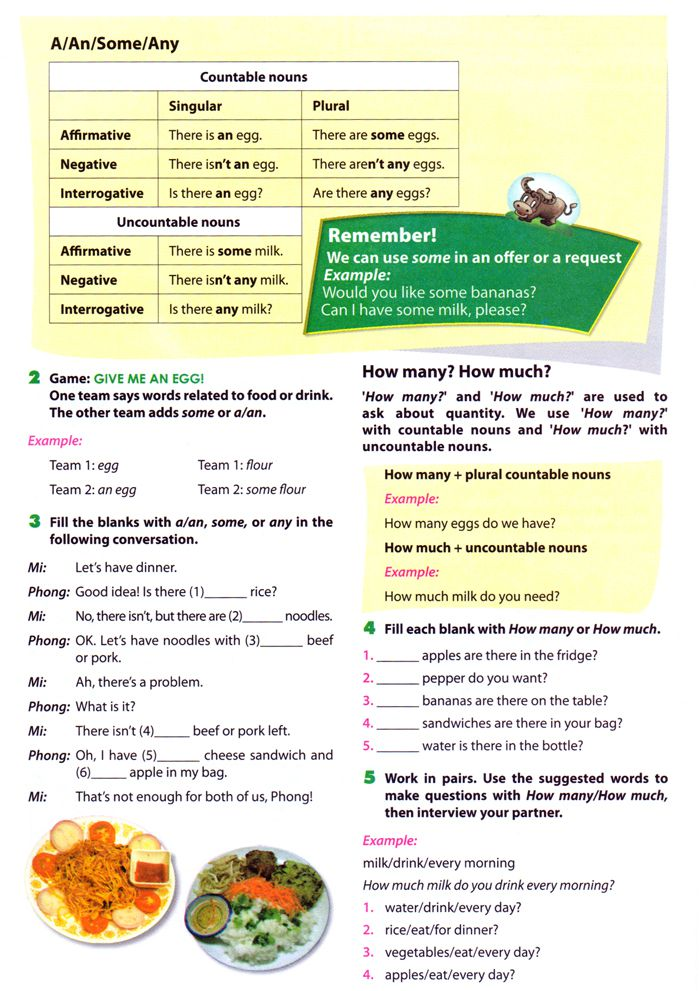 A/An/Some/Any
Countable nouns
Singular Plural
Affirmative There is an egg. There are some eggs.
Negative There isn't an egg. There aren't any eggs.
Interrogative Is there an egg? Are there any eggs?
Uncountable nouns
Affirmative There is some milk.
Negative There isn't any milk.
Interrogative Is there any milk?
Remember!
We can use some in an offer or a request
Example:
Would you like some bananas?
Can I have some milk, please?
2 Game: GIVE ME AN EGG!
One team says words related to food or drink.
The other team adds some or a/an.
Example:
Team 1: egg Team 1: flour
Team 2: an egg Team 2: some flour
3 Fill the blanks with a/an, some, or any in the
following conversation.
Mi: Let's have dinner.
Phong: Good idea! Is there (1)______ rice?
Mi: No, there isn't, but there are (2)______ noodles.
Phong: OK. Let's have noodles with (3)______ beef
or pork.
Mi: Ah, there's a problem.
Phong: What is it?
Mi: There isn't (4)_____ beef or pork left.
Phong: Oh, I have (5)______ cheese sandwich and
(6)_____ apple in my bag.
Mi: That's not enough for both of us, Phong!
How many? How much?
'How many?' and 'How much?' are used to
ask about quantity. We use 'How many?'
with countable nouns and 'How much?' with
uncountable nouns.
How many + plural countable nouns
Example:
How many eggs do we have?
How much + uncountable nouns
Example:
How much milk do you need?
4 Fill each blank with How many or How much.
1. ______ apples are there in the fridge?
2. ______ pepper do you want?
3. ______ bananas are there on the table?
4. ______ sandwiches are there in your bag?
5. ______ water is there in the bottle?
5 Work in pairs. Use the suggested words to
make questions with How many/How much,
then interview your partner.
Example:
milk/drink/every morning
How much milk do you drink every morning?
1. water/drink/every day?
2. rice/eat/for dinner?
3. vegetables/eat/every day?
4. apples/eat/every day?